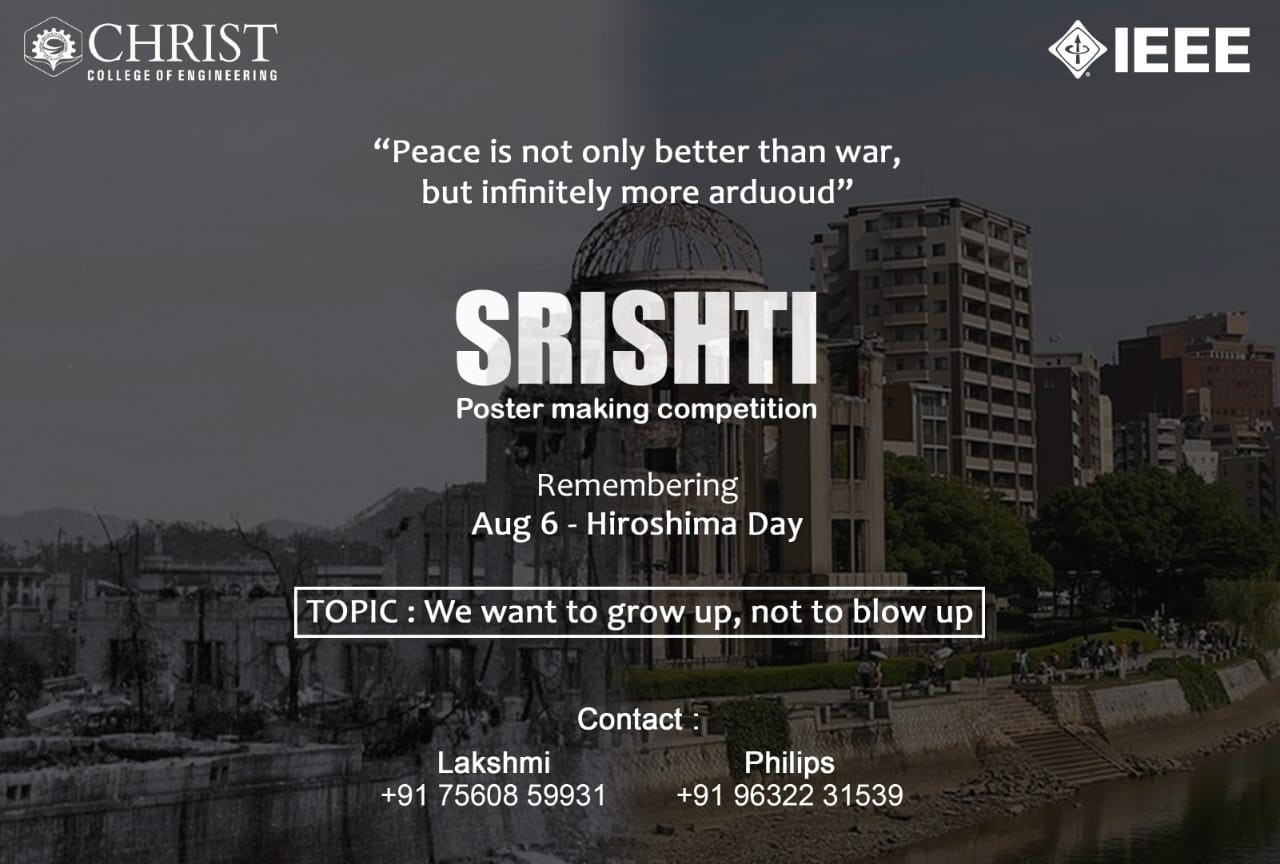 CHRIST
COLLEGE OF ENGINEERING
IEEE
“Peace is not only better than war,
but infinitely more arduoud”
SRISHTI
Poster making competition
Remembering
Aug 6 - Hiroshima Day
TOPIC : We want to grow up, not to blow up
Contact :
Lakshmi
+91 75608 59931
Philips
+91 96322 31539